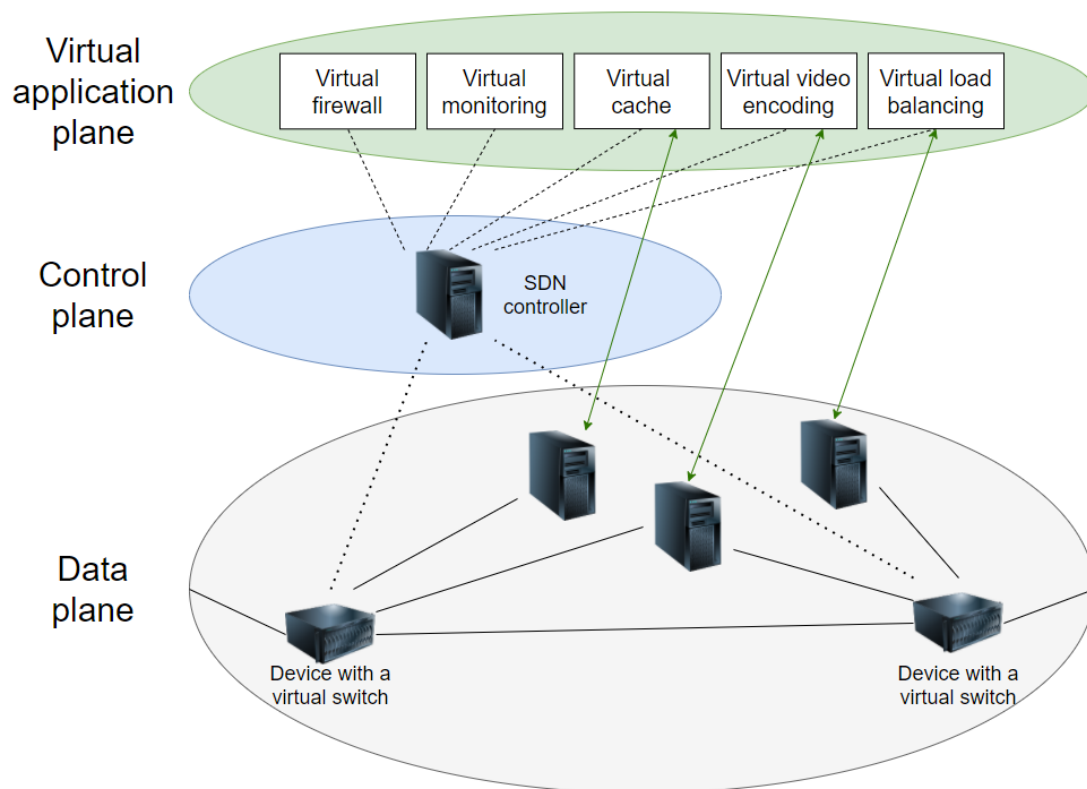 Virtual
application
plane
Virtual
firewall
Virtual
monitoring
Virtual
cache
Virtual video
encoding
Virtual load
balancing
Control
plane
SDN
controller
Data
plane
Device with a
virtual switch
Device with a
virtual switch